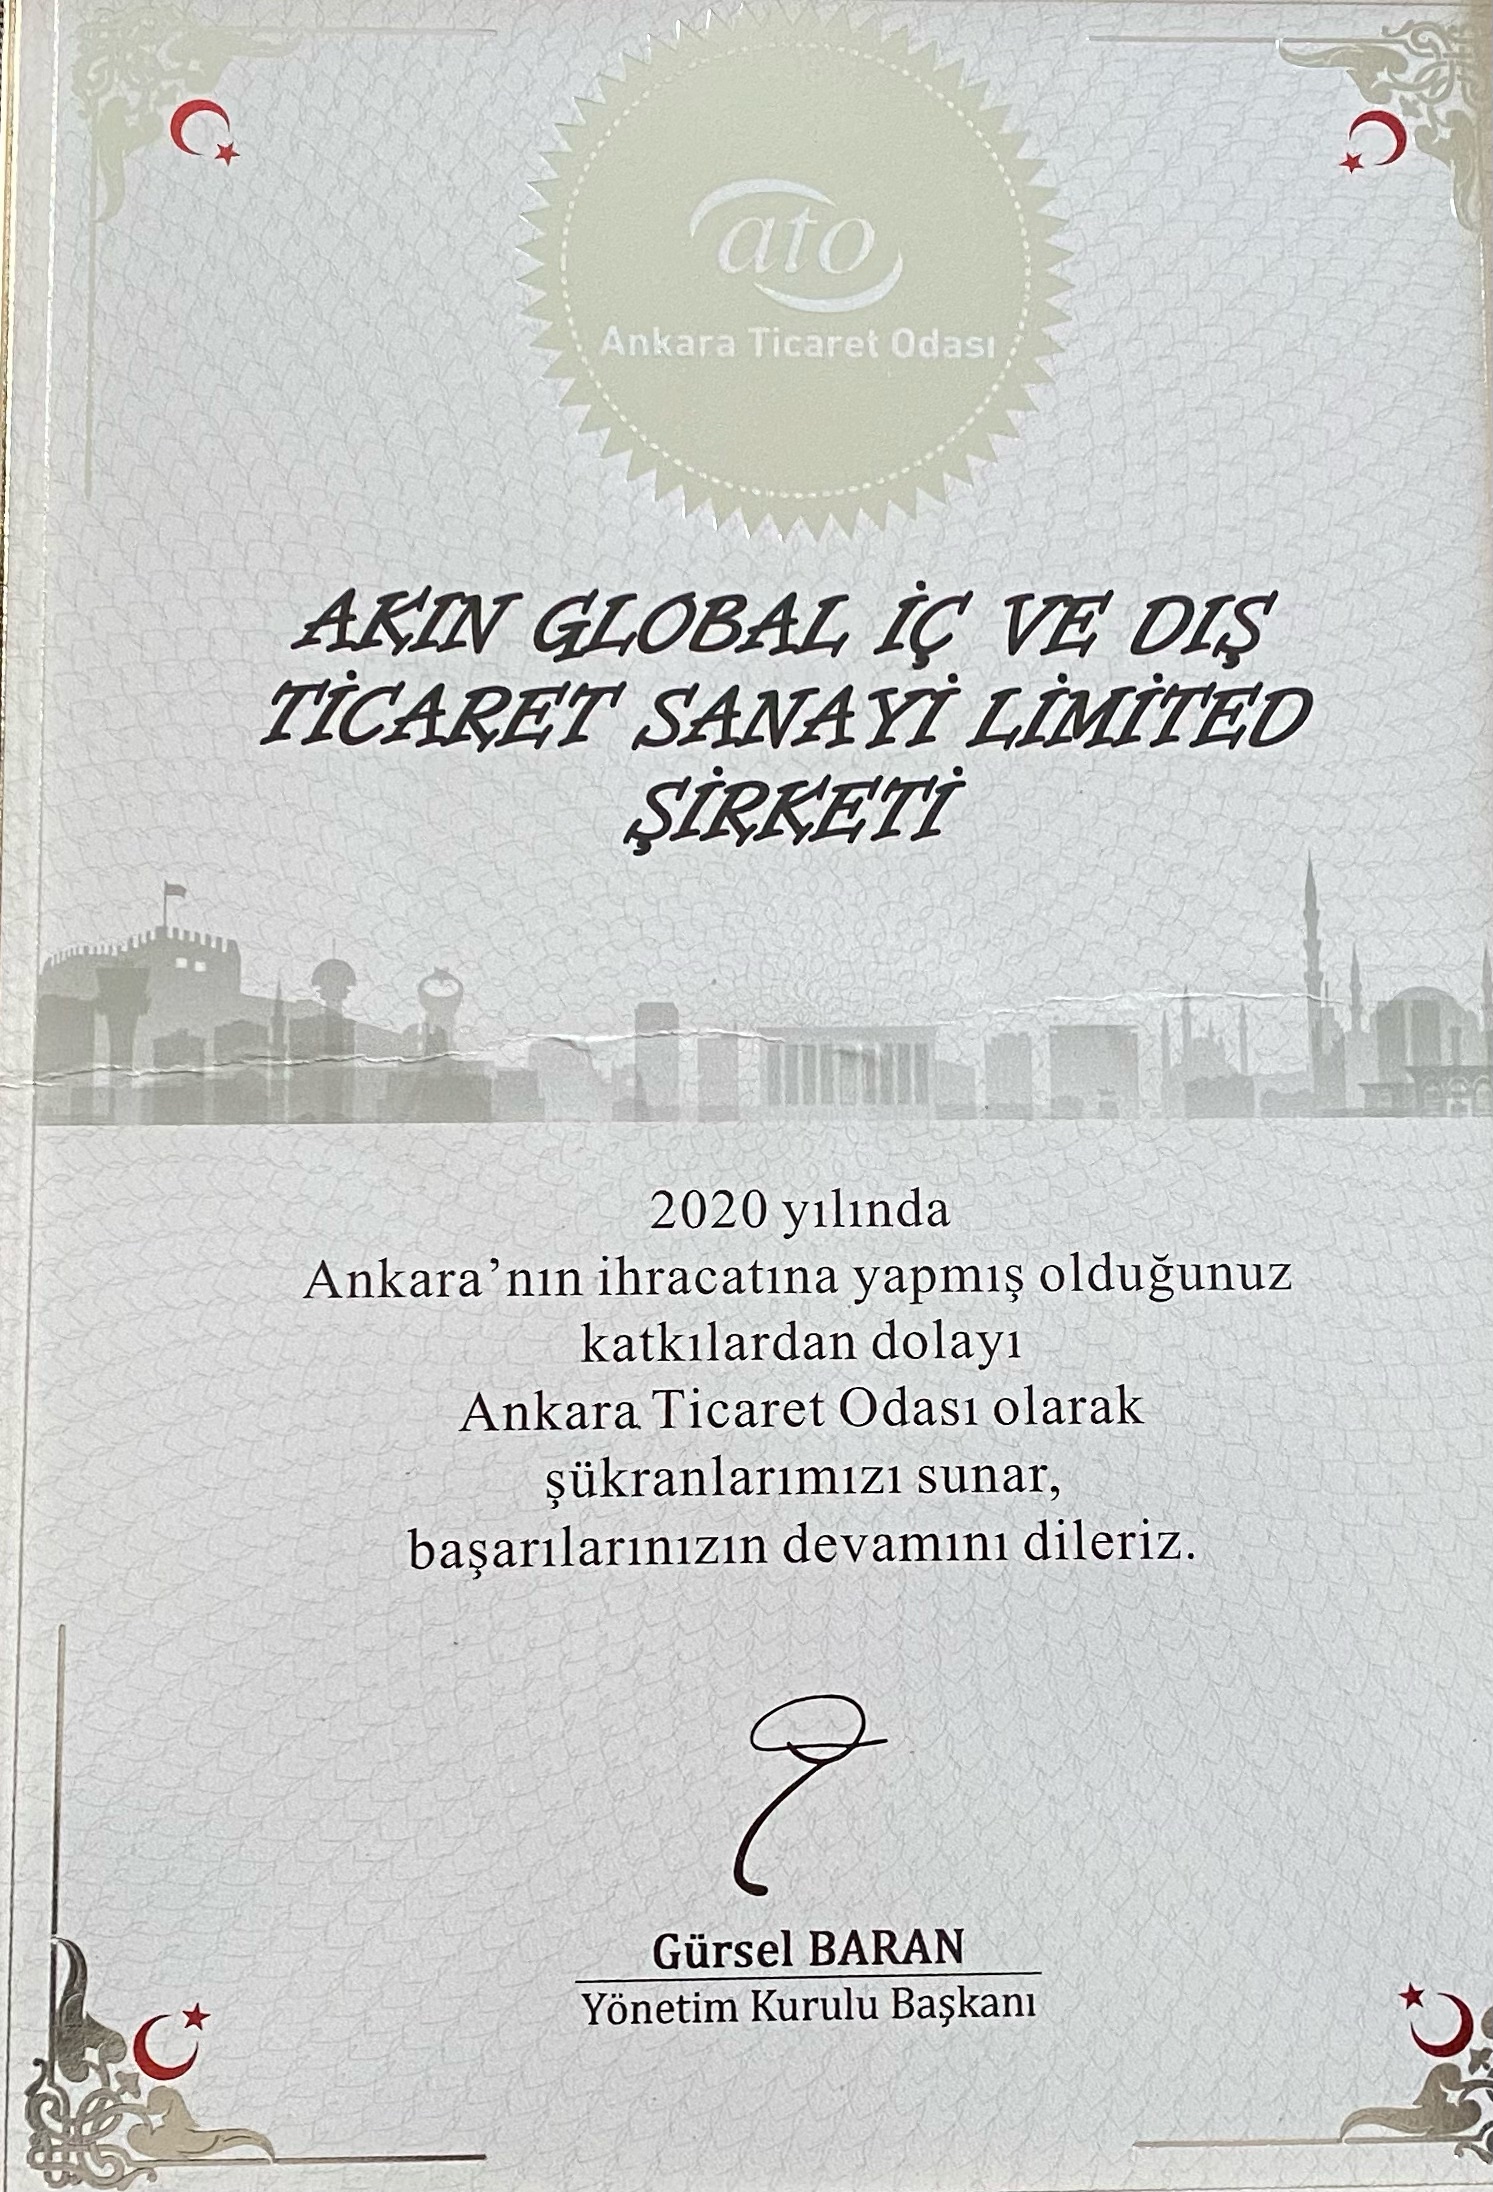 ato
Ankara Ticaret Odası
AKIN GLOBAL İÇ VE DIŞ
TİCARET SANAYİ LİMİTED
ŞİRKETİ
2020 yılında
Ankara’nın ihracatına yapmış olduğunuz
katkılardan dolayı
Ankara Ticaret Odası olarak
şükranlarımızı sunar,
başarılarınızın devamını dileriz.
Gürsel BARAN
Yönetim Kurulu Başkanı